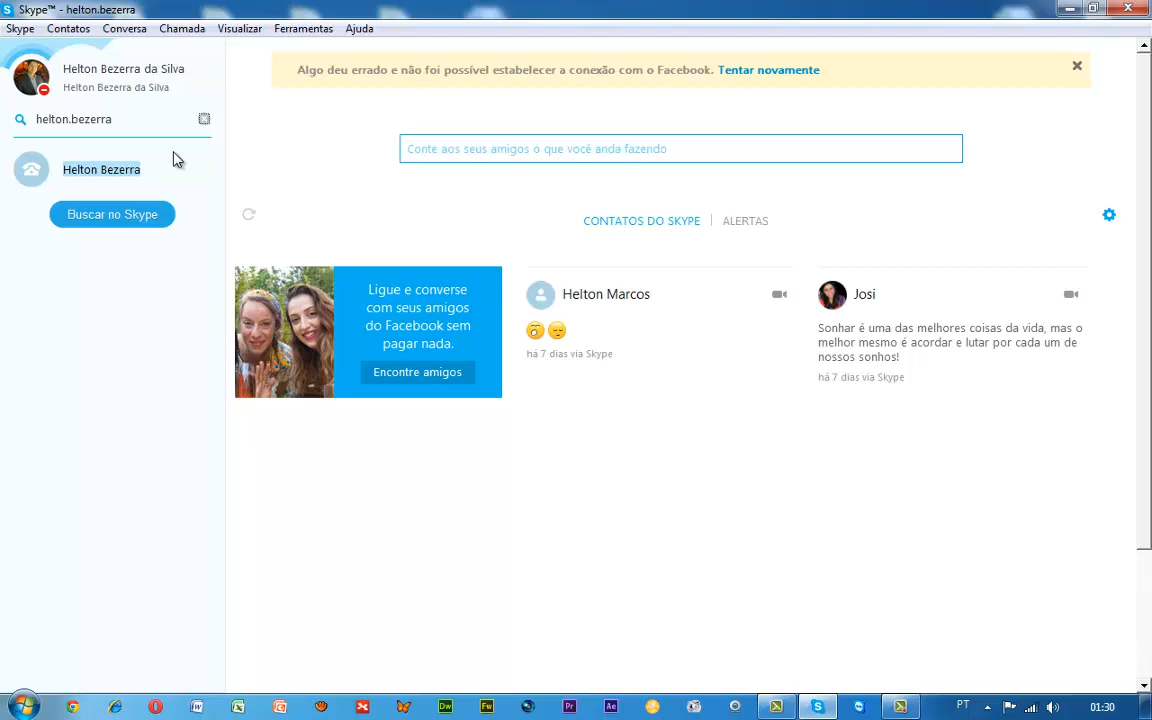 Skype™ - helton.bezerra
Skype Contatos Conversa Chamada Visualizar Ferramentas Ajuda
Helton Bezerra da Silva
Helton Bezerra da Silva
helton.bezerra
Helton Bezerra
Buscar no Skype
Algo deu errado e não foi possível estabelecer a conexão com o Facebook. Tentar novamente
Conte aos seus amigos o que você anda fazendo
CONTATOS DO SKYPE | ALERTAS
Ligue e converse
com seus amigos
do Facebook sem
pagar nada.
Encontre amigos
Helton Marcos
há 7 dias via Skype
Josi
Sonhar é uma das melhores coisas da vida, mas o
melhor mesmo é acordar e lutar por cada um de
nossos sonhos!
há 7 dias via Skype
Dw Fw Pr Ae
PT
01:30